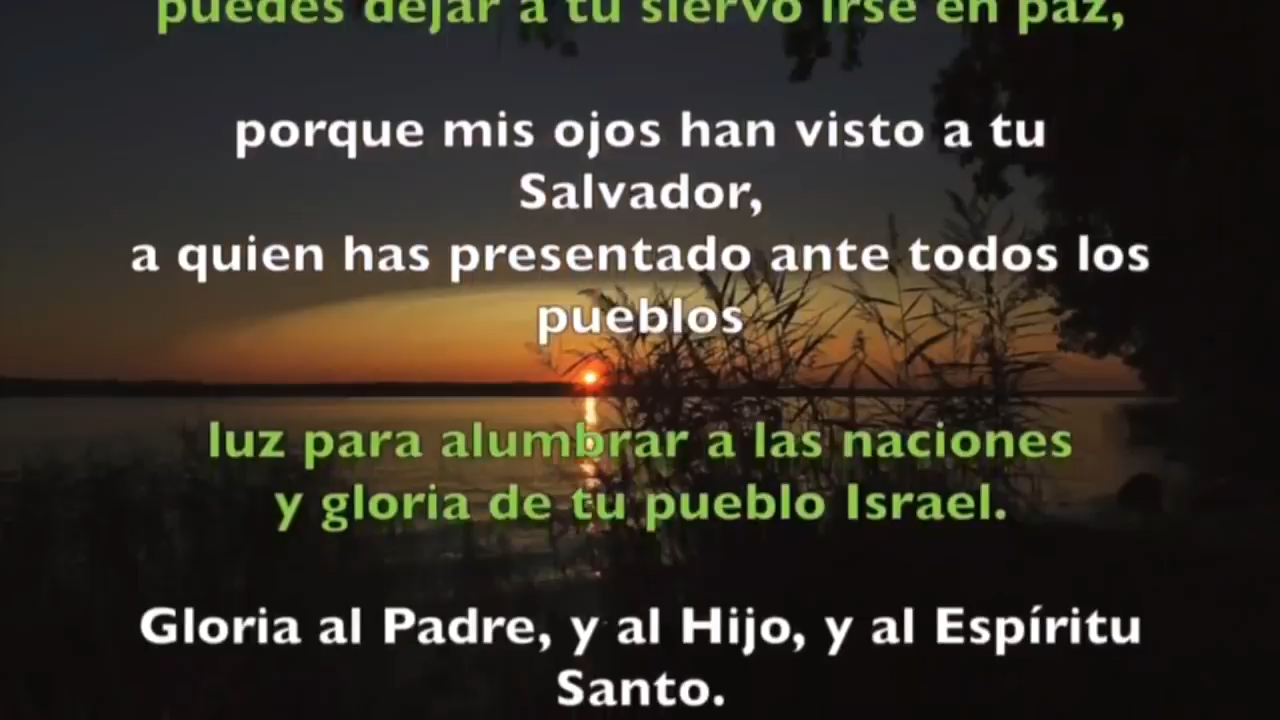 puedes dejar a tu siervo irse en paz,
porque mis ojos han visto a tu
Salvador,
a quien has presentado ante todos los
pueblos
luz para alumbrar a las naciones
y gloria de tu pueblo Israel.
Gloria al Padre, y al Hijo, y al Espíritu
Santo.